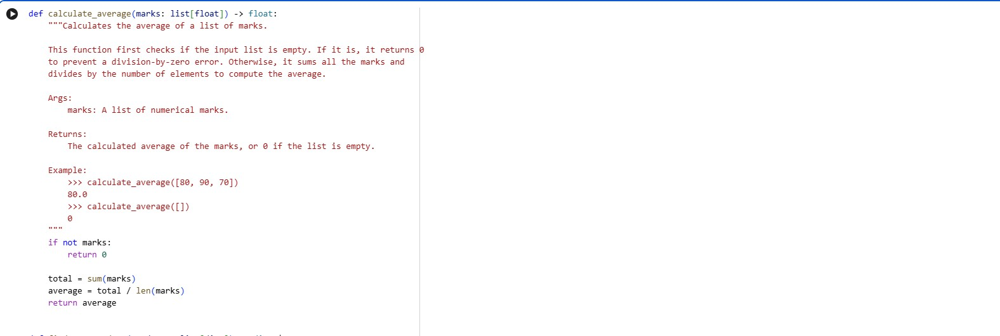 def calculate_average(marks: list[float]) -> float:
    """Calculates the average of a list of marks.

    This function first checks if the input list is empty. If it is, it returns 0
    to prevent a division-by-zero error. Otherwise, it sums all the marks and
    divides by the number of elements to compute the average.

    Args:
        marks: A list of numerical marks.

    Returns:
        The calculated average of the marks, or 0 if the list is empty.

    Example:
        >>> calculate_average([80, 90, 70])
        80.0
        >>> calculate_average([])
        0
    """
    if not marks:
        return 0

    total = sum(marks)
    average = total / len(marks)
    return average